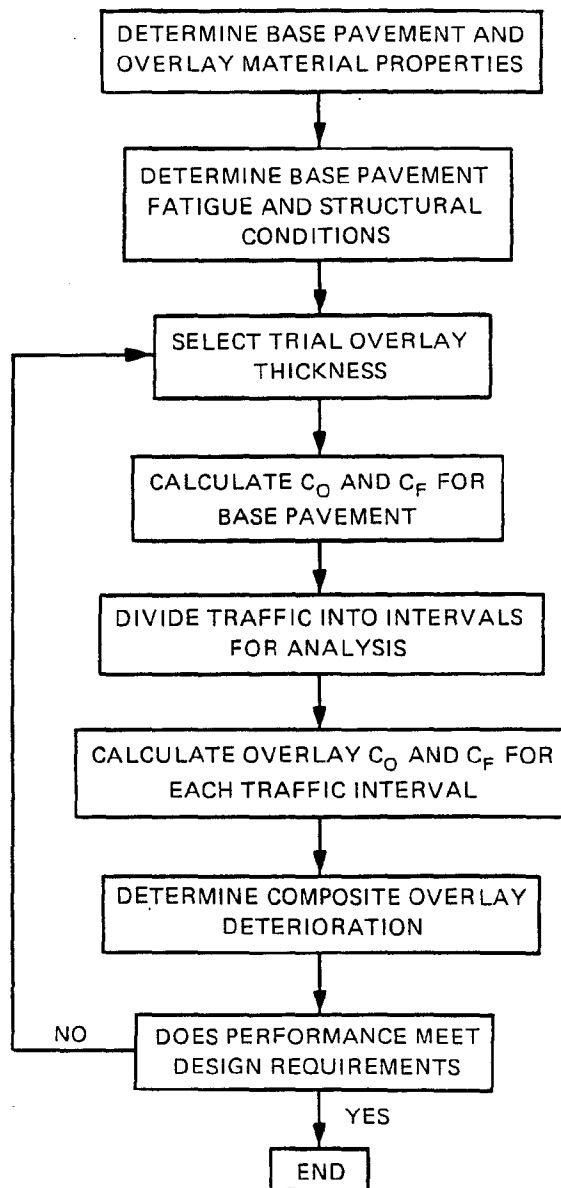 DETERMINE BASE PAVEMENT AND
OVERLAY MATERIAL PROPERTIES
DETERMINE BASE PAVEMENT
FATIGUE AND STRUCTURAL
CONDITIONS
SELECT TRIAL OVERLAY
THICKNESS
CALCULATE C_O AND C_F FOR
BASE PAVEMENT
DIVIDE TRAFFIC INTO INTERVALS
FOR ANALYSIS
CALCULATE OVERLAY C_O AND C_F FOR
EACH TRAFFIC INTERVAL
DETERMINE COMPOSITE OVERLAY
DETERIORATION
NO
DOES PERFORMANCE MEET
DESIGN REQUIREMENTS
YES
END